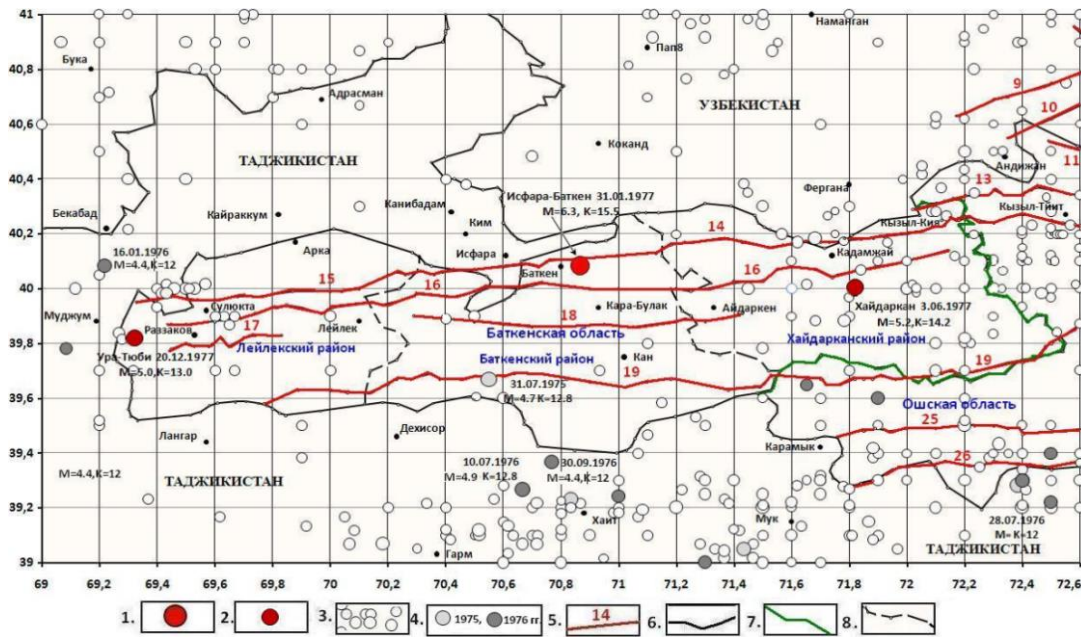 41
40,8
40,6
40,4
40,2
40
39,8
39,6
39,4
39,2
39
69 69,2 69,4 69,6 69,8 70 70,2 70,4 70,6 70,8 71 71,2 71,4 71,6 71,8 72 72,2 72,4 72,6
Наманган
Пап8
Бука
Адрасман
УЗБЕКИСТАН
9
10
11
Коканд
ТАДЖИКИСТАН
Андижан
13
Фергана
Исфара-Баткен 31.01.1977
М=6.3, К=15.5
Бекабад
Кайраккум
Канибадам
Ким
Кызыл-Кия
Кызыл-Тиит
14
16.01.1976
М=4.4,К=12
Арка
Исфара
Баткен
Кадамжай
15
16
16
Муджум
Сулюкта
Раззаков
17
Лейлек
Кара-Булак
Айдаркен
18
Хайдаркан 3.06.1977
М=5.2,К=14.2
Баткенская область
Лейлекский район
Ура-Тюби 20.12.1977
М=5.0,К=13.0
Баткенский район
Кан
Хайдарканский район
19
19
31.07.1975
М=4.7 К=12.8
Ошская область
Лангар
Дехисор
25
Карамык
26
М=4.4,К=12
ТАДЖИКИСТАН
10.07.1976
М=4.9 К=12.8
30.09.1976
М=4.4,К=12
Хаит
Мук
28.07.1976
М= К=12
ТАДЖИКИСТАН
Гарм
1. 2. 3. 4. 1975, 1976 гг. 5. 14 6. 7. 8.